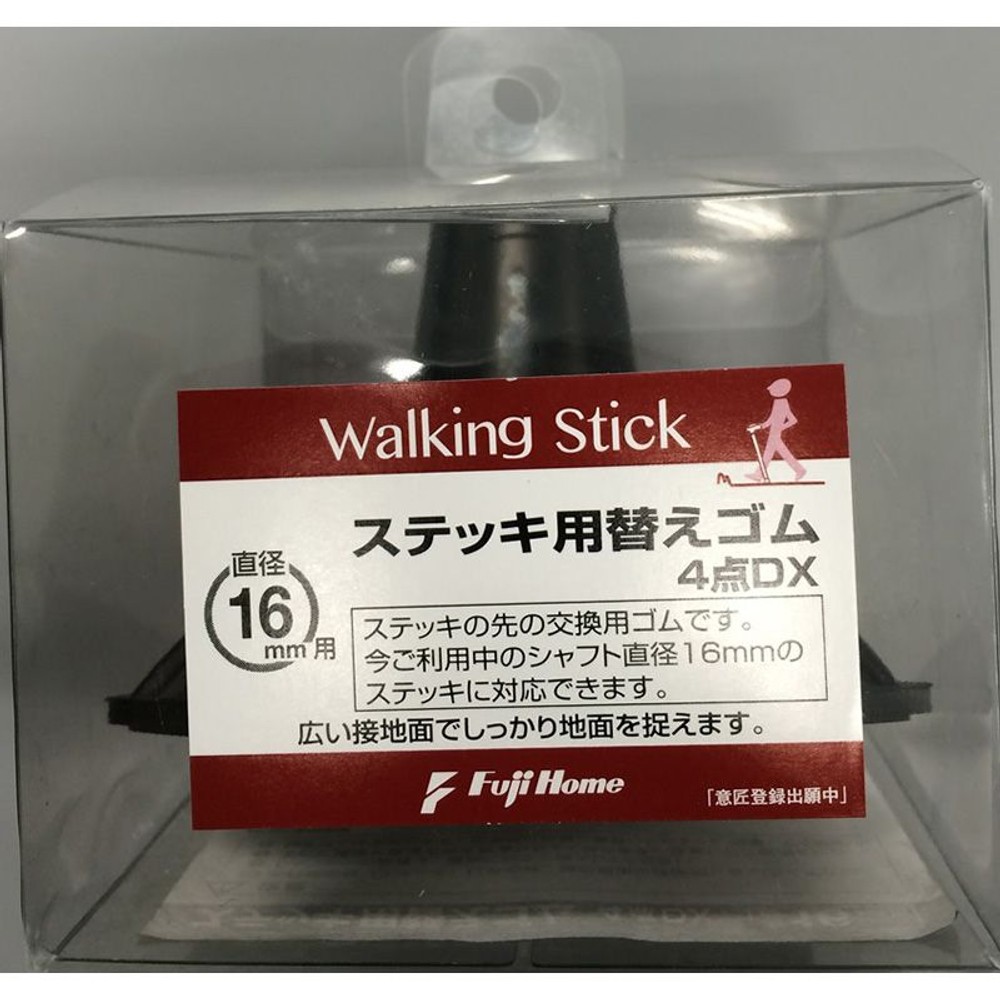 Walking Stick
ステッキ用替えゴム
4点DX
直径
16
mm用
ステッキの先の交換用ゴムです。
今ご利用中のシャフト直径16mmの
ステッキに対応できます。
広い接地面でしっかり地面を捉えます。
Fuji Home
「意匠登録出願中」